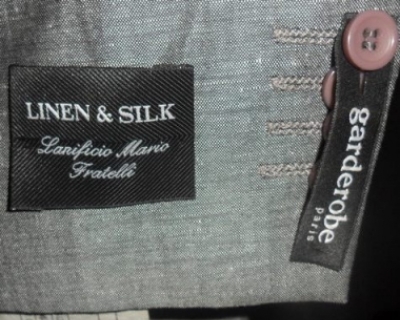 LINEN & SILK
Lanificio Mario
Fratelli
garderobe
paris